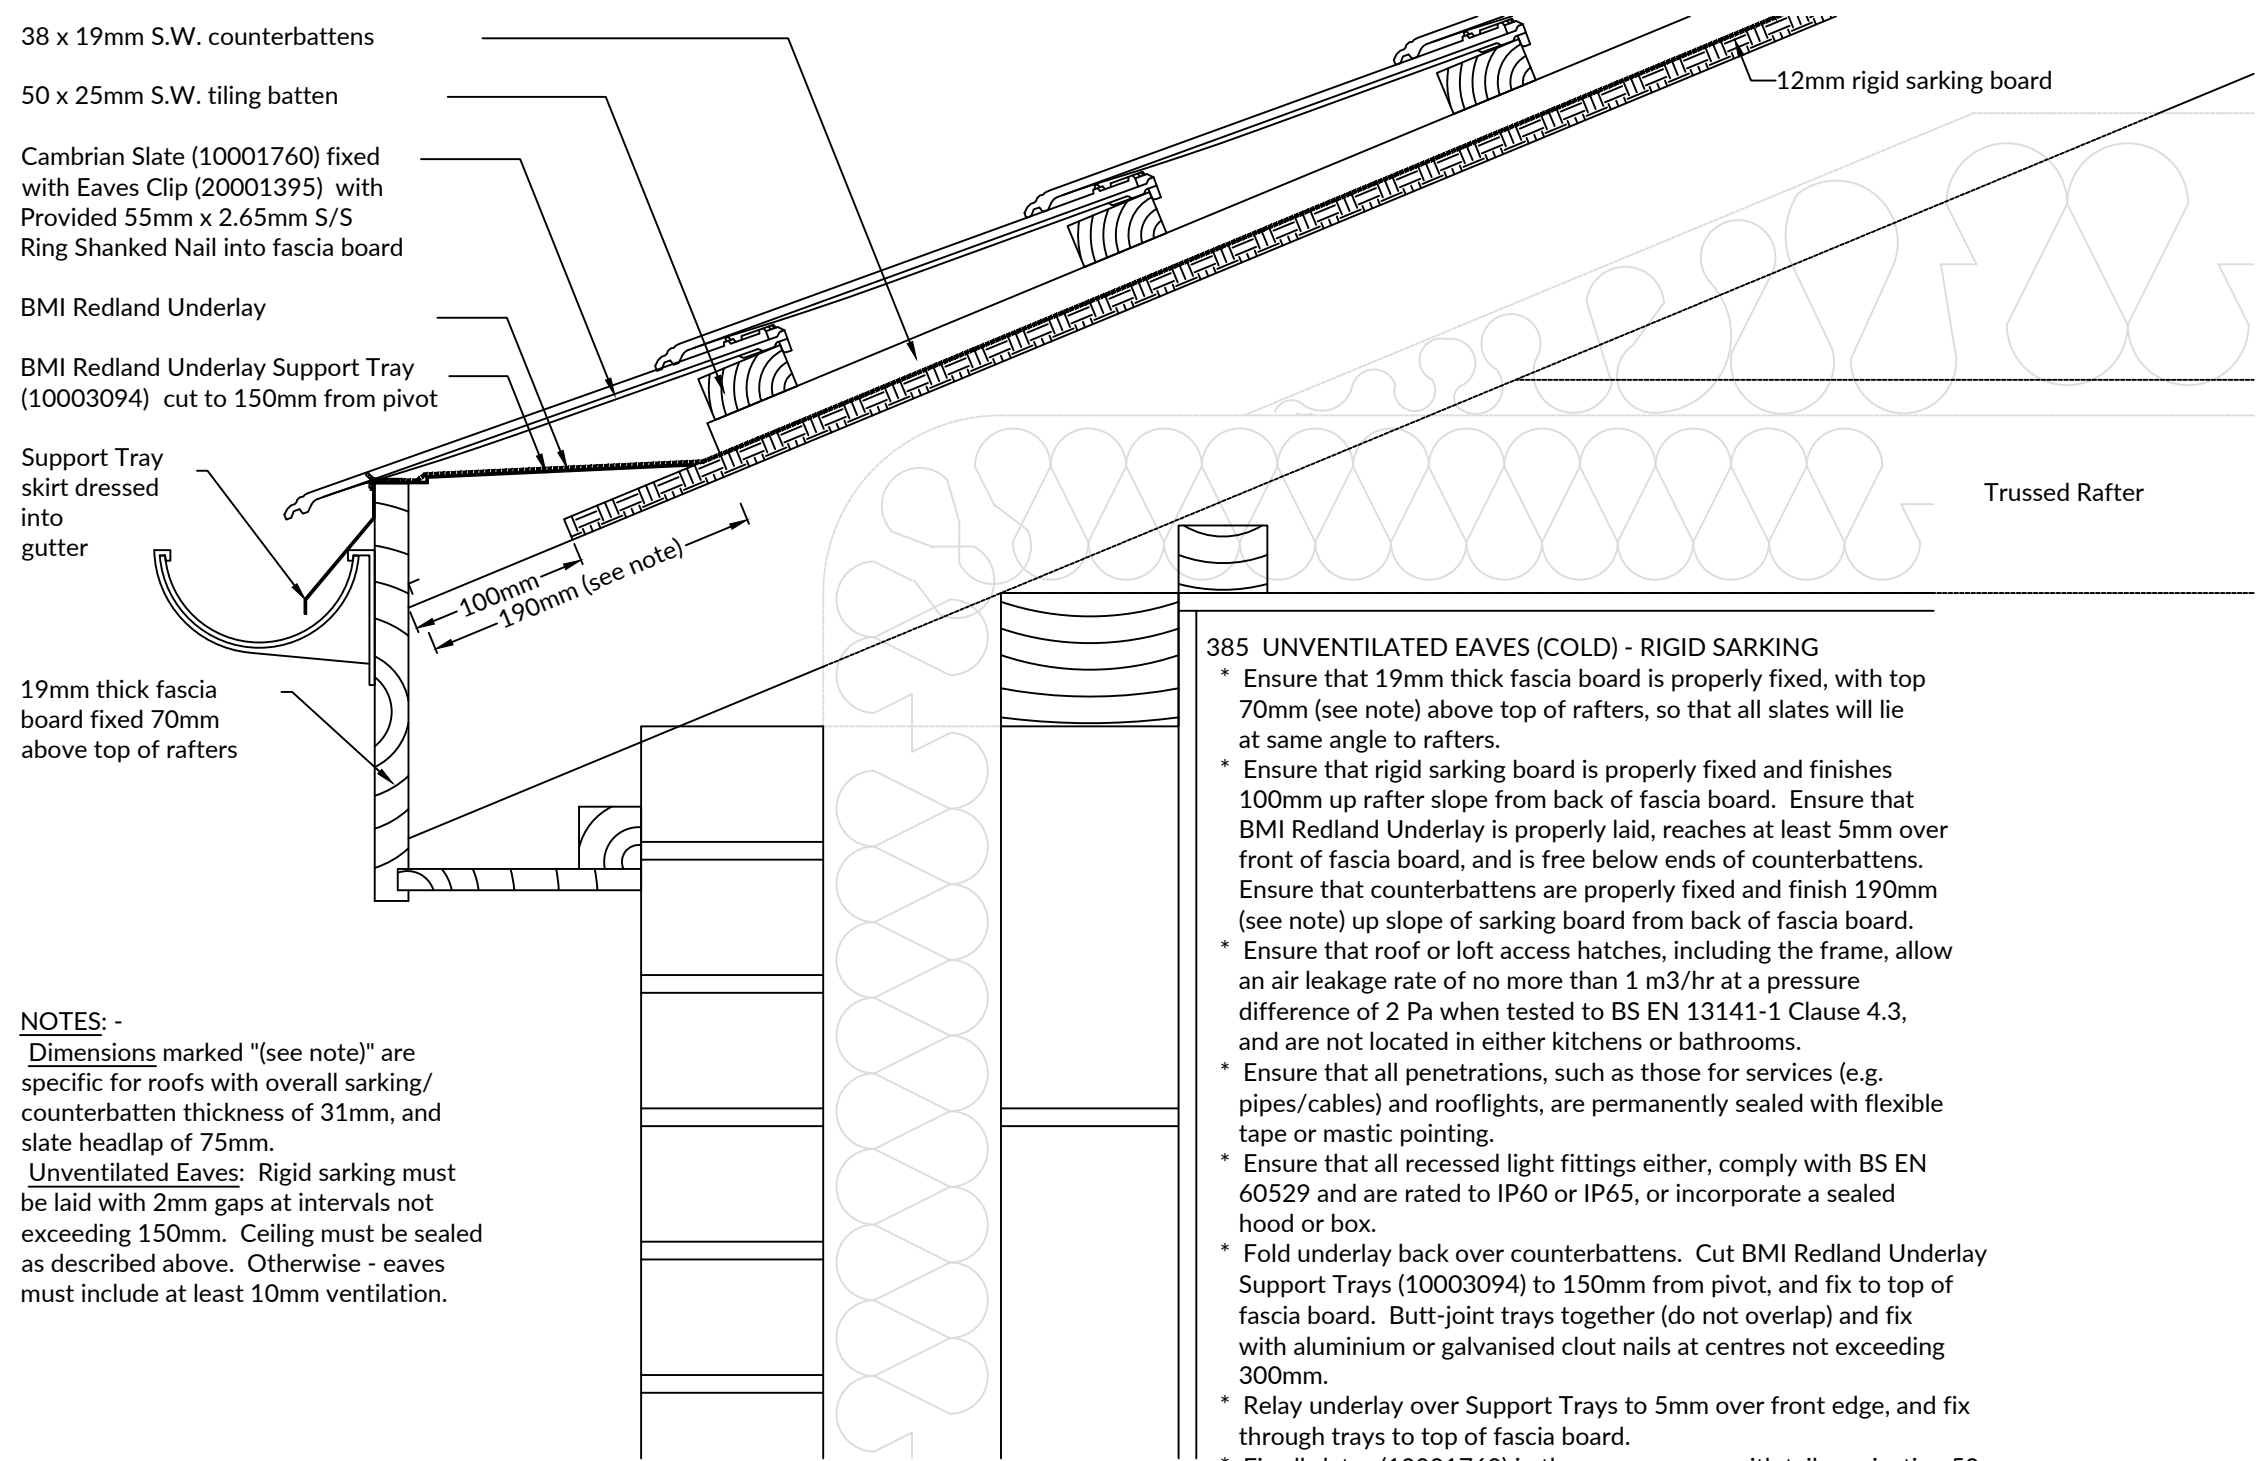 38 x 19mm S.W. counterbattens
50 x 25mm S.W. tiling batten
Cambrian Slate (10001760) fixed
with Eaves Clip (20001395)  with
Provided 55mm x 2.65mm S/S
Ring Shanked Nail into fascia board
BMI Redland Underlay
BMI Redland Underlay Support Tray
(10003094)  cut to 150mm from pivot
Support Tray
skirt dressed
into
gutter
19mm thick fascia
board fixed 70mm
above top of rafters
12mm rigid sarking board
Trussed Rafter
100mm
190mm (see note)
NOTES: -
Dimensions marked "(see note)" are
specific for roofs with overall sarking/
counterbatten thickness of 31mm, and
slate headlap of 75mm.
Unventilated Eaves:  Rigid sarking must
be laid with 2mm gaps at intervals not
exceeding 150mm.  Ceiling must be sealed
as described above.  Otherwise - eaves
must include at least 10mm ventilation.
385  UNVENTILATED EAVES (COLD) - RIGID SARKING
*  Ensure that 19mm thick fascia board is properly fixed, with top
70mm (see note) above top of rafters, so that all slates will lie
at same angle to rafters.
*  Ensure that rigid sarking board is properly fixed and finishes
100mm up rafter slope from back of fascia board.  Ensure that
BMI Redland Underlay is properly laid, reaches at least 5mm over
front of fascia board, and is free below ends of counterbattens.
Ensure that counterbattens are properly fixed and finish 190mm
(see note) up slope of sarking board from back of fascia board.
*  Ensure that roof or loft access hatches, including the frame, allow
an air leakage rate of no more than 1 m3/hr at a pressure
difference of 2 Pa when tested to BS EN 13141-1 Clause 4.3,
and are not located in either kitchens or bathrooms.
*  Ensure that all penetrations, such as those for services (e.g.
pipes/cables) and rooflights, are permanently sealed with flexible
tape or mastic pointing.
*  Ensure that all recessed light fittings either, comply with BS EN
60529 and are rated to IP60 or IP65, or incorporate a sealed
hood or box.
*  Fold underlay back over counterbattens.  Cut BMI Redland Underlay
Support Trays (10003094) to 150mm from pivot, and fix to top of
fascia board.  Butt-joint trays together (do not overlap) and fix
with aluminium or galvanised clout nails at centres not exceeding
300mm.
*  Relay underlay over Support Trays to 5mm over front edge, and fix
through trays to top of fascia board.